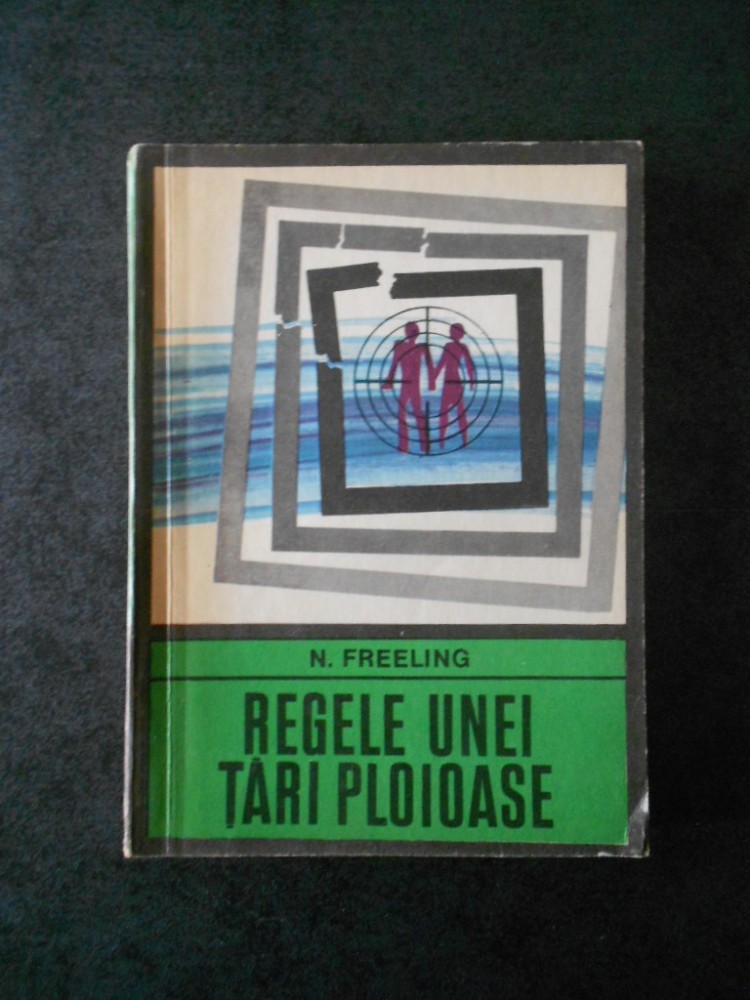 N. FREELING
REGELE UNEI
ȚĂRI PLOIOASE